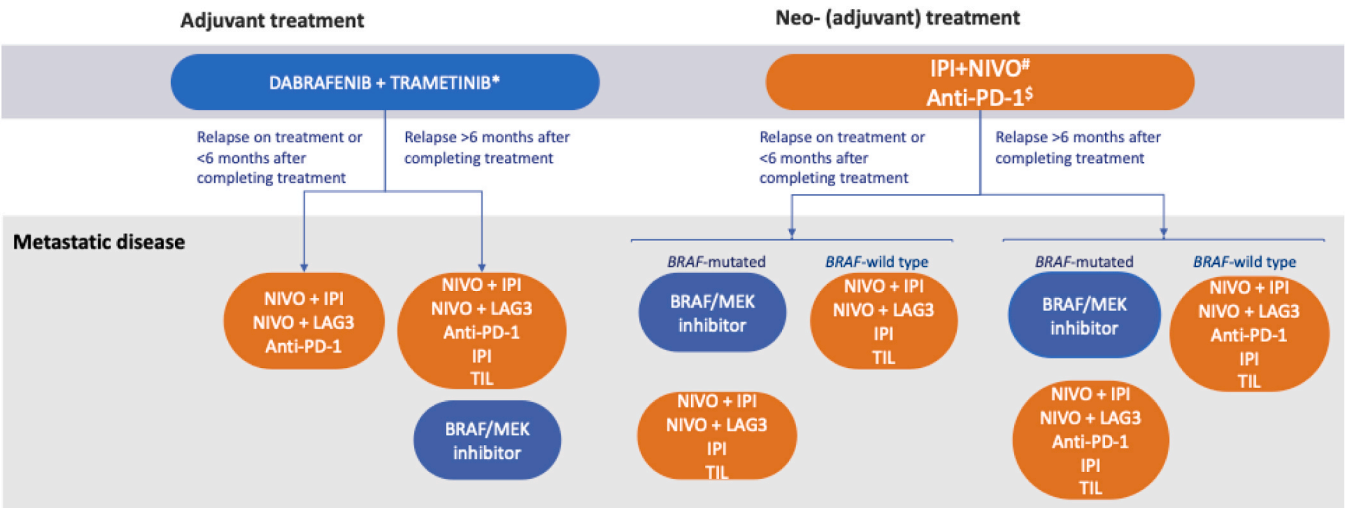 Adjuvant treatment
Neo- (adjuvant) treatment
DABRAFENIB + TRAMETINIB*
IPI+NIVO#
Anti-PD-1$
Relapse on treatment or
<6 months after
completing treatment
Relapse >6 months after
completing treatment
Relapse on treatment or
<6 months after
completing treatment
Relapse >6 months after
completing treatment
Metastatic disease
NIVO + IPI
NIVO + LAG3
Anti-PD-1
NIVO + IPI
NIVO + LAG3
Anti-PD-1
IPI
TIL
BRAF/MEK
inhibitor
BRAF-mutated
BRAF/MEK
inhibitor
NIVO + IPI
NIVO + LAG3
IPI
TIL
BRAF-wild type
NIVO + IPI
NIVO + LAG3
IPI
TIL
BRAF-mutated
BRAF/MEK
inhibitor
NIVO + IPI
NIVO + LAG3
Anti-PD-1
IPI
TIL
BRAF-wild type
NIVO + IPI
NIVO + LAG3
Anti-PD-1
IPI
TIL